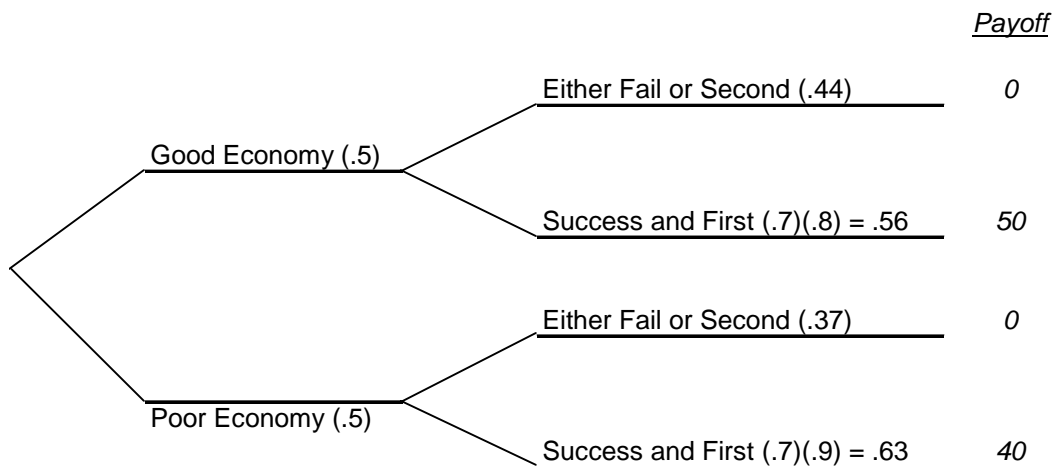 Payoff
Either Fail or Second (.44) 0
Good Economy (.5)
Success and First (.7)(.8) = .56 50
Either Fail or Second (.37) 0
Poor Economy (.5)
Success and First (.7)(.9) = .63 40